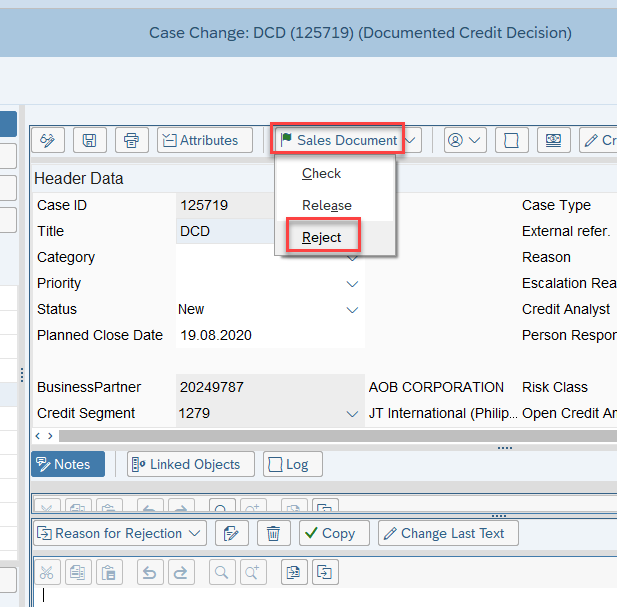 Case Change: DCD (125719) (Documented Credit Decision)
Attributes
Sales Document
Cr
Check
Release
Reject
Header Data
Case ID 125719 Case Type
Title DCD External refer.
Category Reason
Priority Escalation Rea
Status New Credit Analyst
Planned Close Date 19.08.2020 Person Respor
BusinessPartner 20249787 AOB CORPORATION Risk Class
Credit Segment 1279 JT International (Philip... Open Credit An
Notes Linked Objects Log
Reason for Rejection Copy Change Last Text